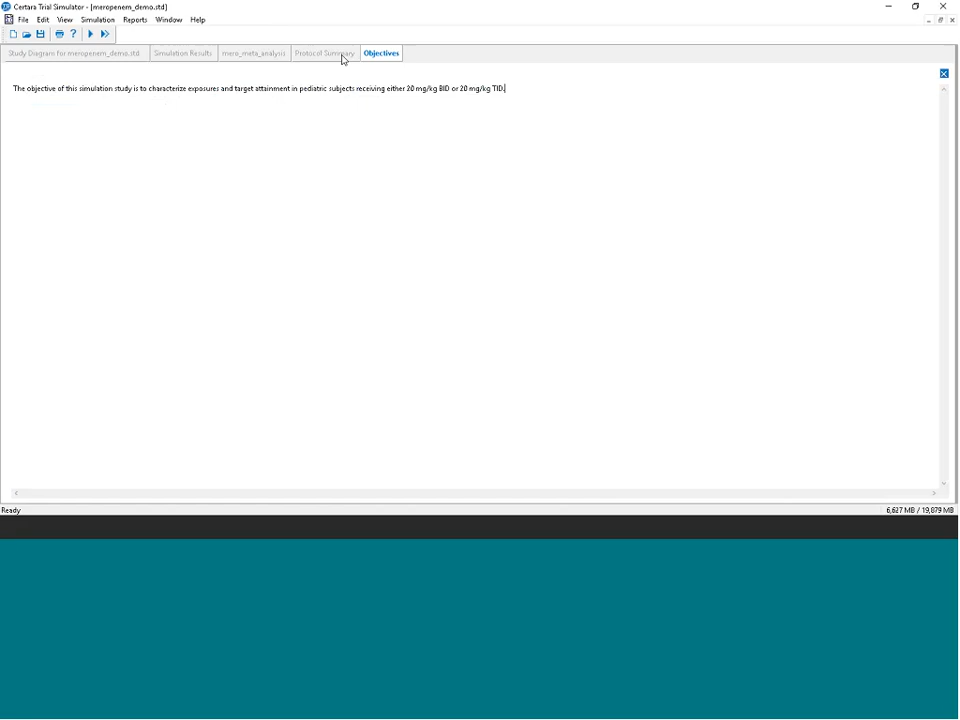 Certara Trial Simulator - [meropenem_demo.std]
File Edit View Simulation Reports Window Help
Study Diagram for meropenem_demo.std Simulation Results mero_meta_analysis Protocol Summary Objectives
The objective of this simulation study is to characterize exposures and target attainment in pediatric subjects receiving either 20 mg/kg BID or 20 mg/kg TID.
Ready 6,627 MB / 19,879 MB